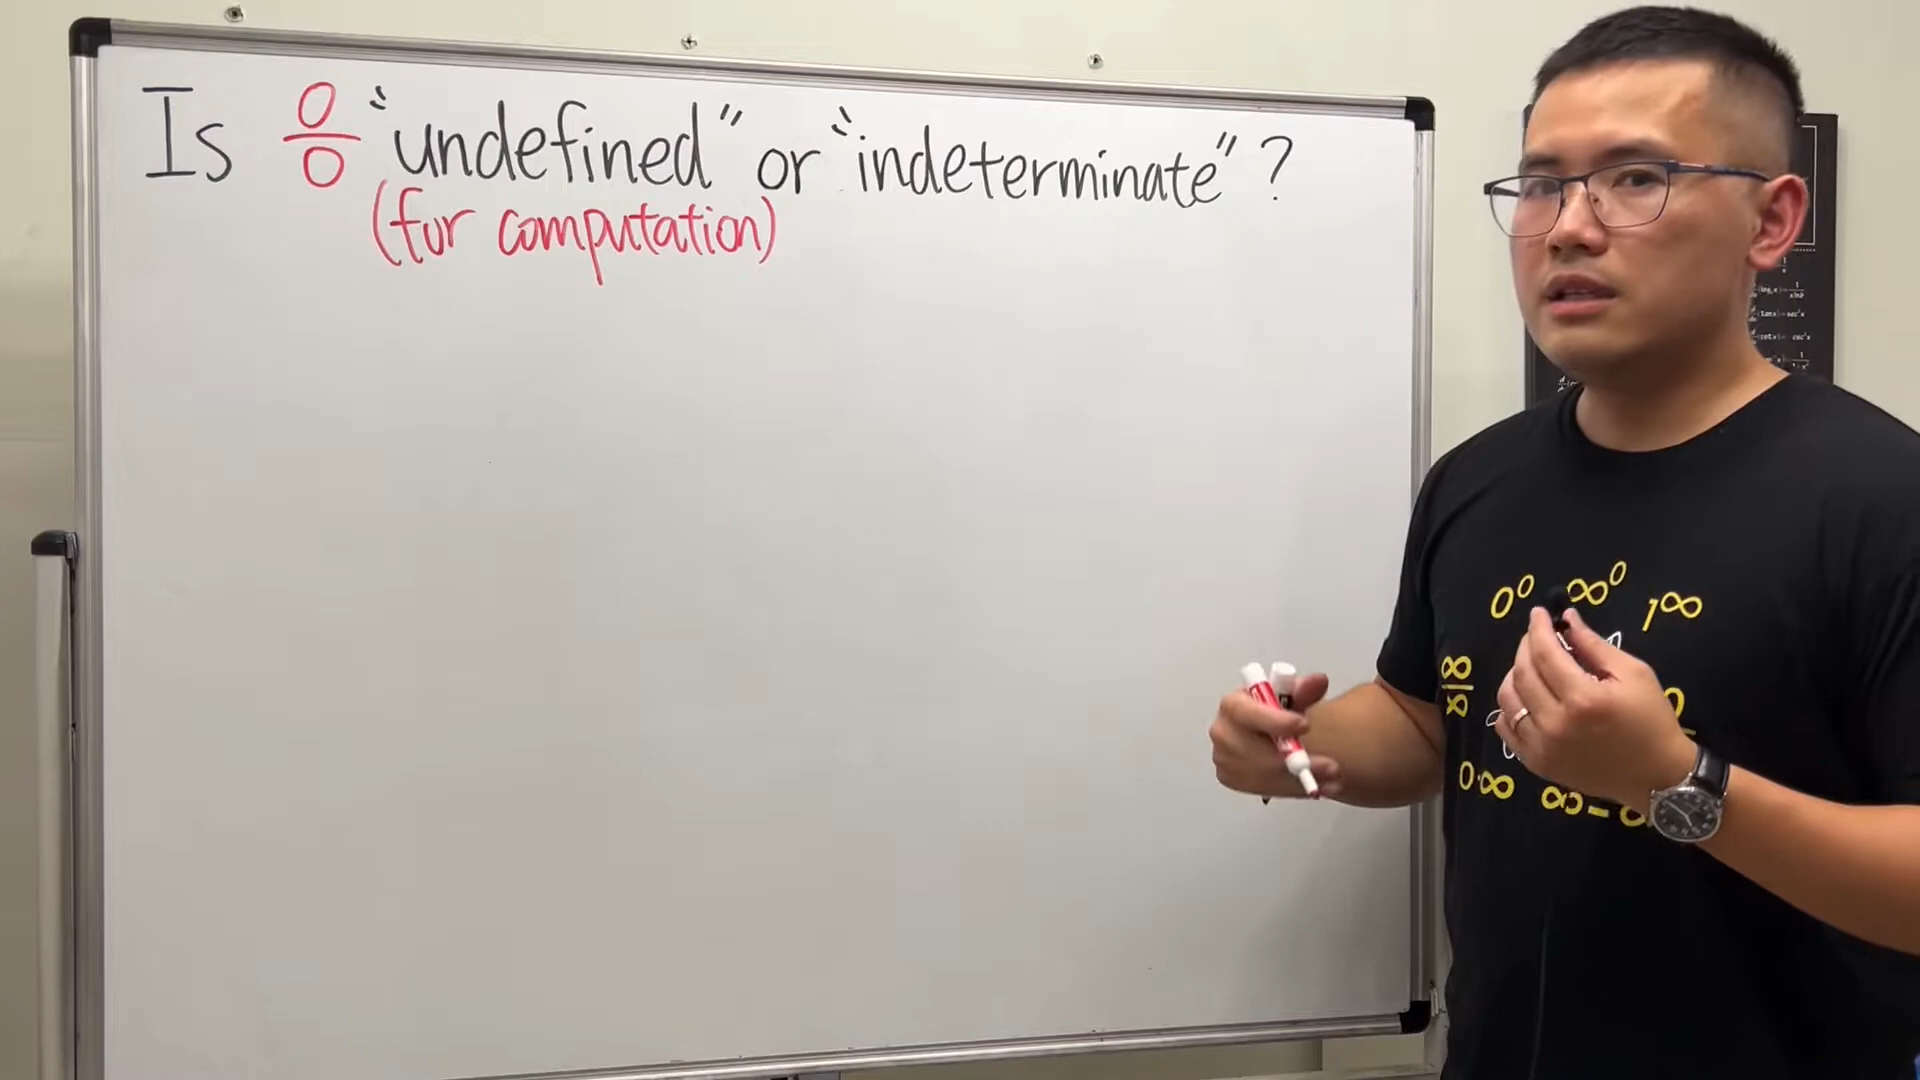 Is 0/0 "undefined" or "indeterminate"?
(for computation)
0⁰ ∞⁰ 1^∞
∞/∞
0·∞ ∞-